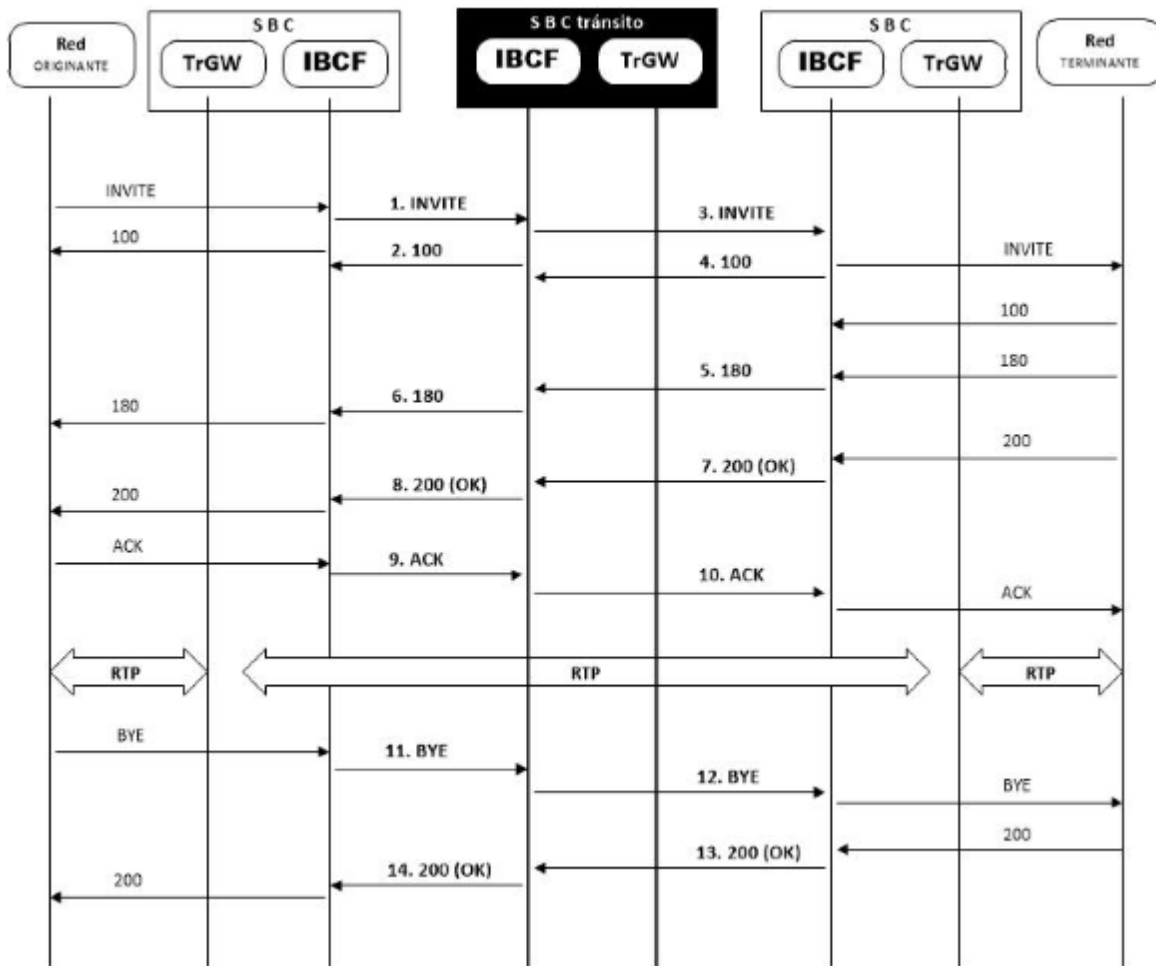 S B C
S B C tránsito
S B C
Red
ORIGINANTE
TrGW
IBCF
IBCF
TrGW
IBCF
TrGW
Red
TERMINANTE
INVITE
1. INVITE
3. INVITE
100
2. 100
4. 100
INVITE
100
180
5. 180
6. 180
180
200
7. 200 (OK)
8. 200 (OK)
200
ACK
9. ACK
10. ACK
ACK
RTP
RTP
RTP
BYE
11. BYE
12. BYE
BYE
200
13. 200 (OK)
14. 200 (OK)
200